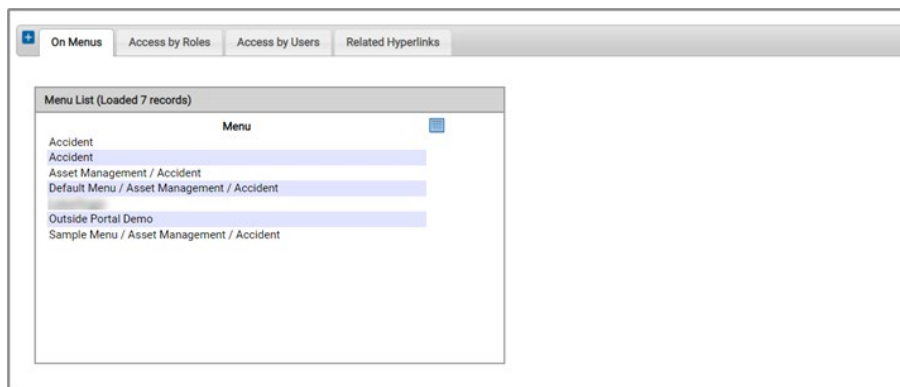 On Menus Access by Roles Access by Users Related Hyperlinks
Menu List (Loaded 7 records)
Menu
Accident
Accident
Asset Management / Accident
Default Menu / Asset Management / Accident
Outside Portal Demo
Sample Menu / Asset Management / Accident